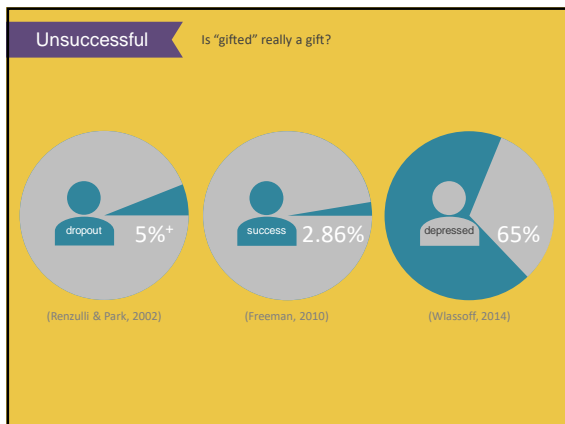 Unsuccessful
Is “gifted” really a gift?
dropout
5%⁺
success
2.86%
depressed
65%
(Renzulli & Park, 2002)
(Freeman, 2010)
(Wlassoff, 2014)